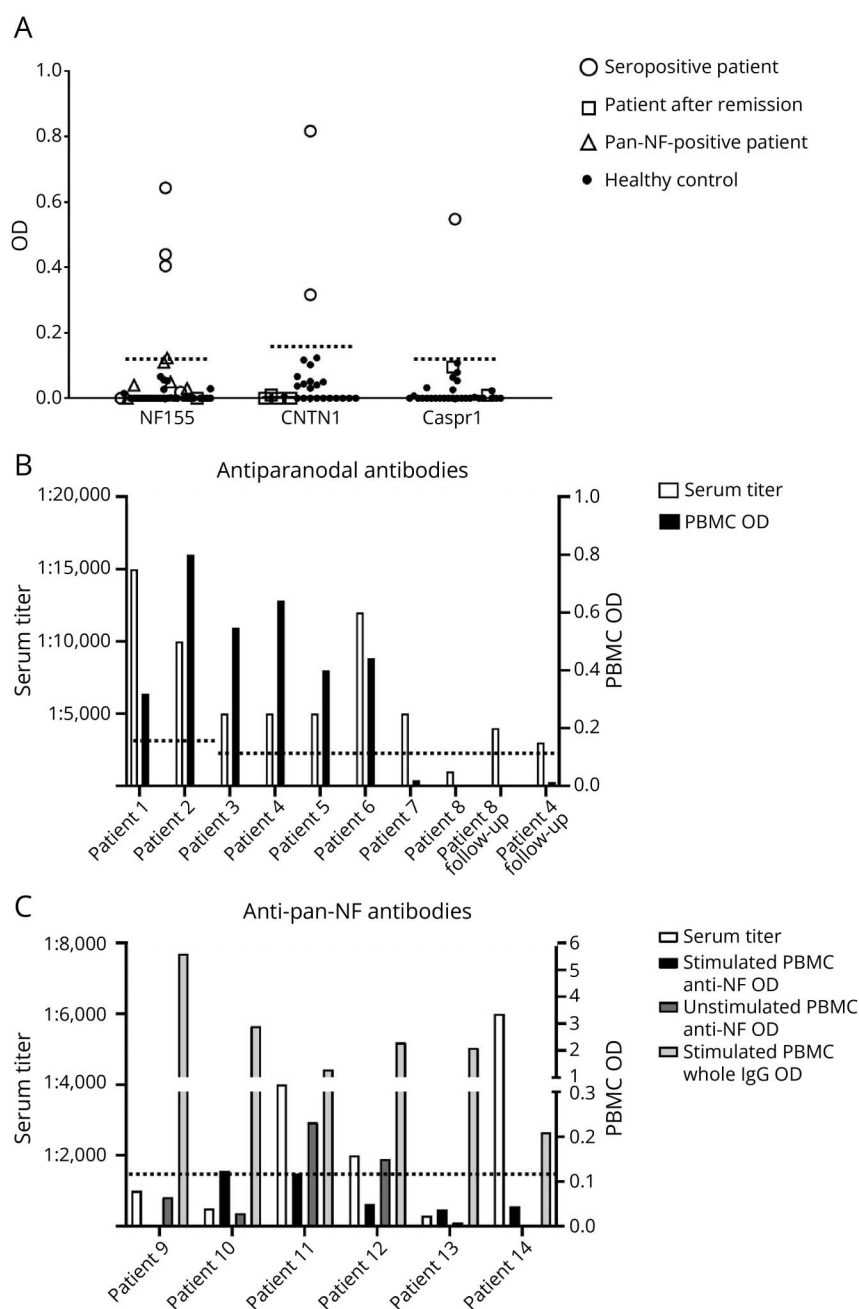 A
1.0
0.8
0.6
0.4
0.2
0.0
OD
NF155
CNTN1
Caspr1
Seropositive patient
Patient after remission
Pan-NF-positive patient
Healthy control
B
Antiparanodal antibodies
1:20,000
1:15,000
1:10,000
1:5,000
Serum titer
1.0
0.8
0.6
0.4
0.2
0.0
PBMC OD
Serum titer
PBMC OD
Patient 1
Patient 2
Patient 3
Patient 4
Patient 5
Patient 6
Patient 7
Patient 8
Patient 8
follow-up
Patient 4
follow-up
C
Anti-pan-NF antibodies
1:8,000
1:6,000
1:4,000
1:2,000
Serum titer
6
5
4
3
2
1
0.3
0.2
0.1
0.0
PBMC OD
Serum titer
Stimulated PBMC
anti-NF OD
Unstimulated PBMC
anti-NF OD
Stimulated PBMC
whole IgG OD
Patient 9
Patient 10
Patient 11
Patient 12
Patient 13
Patient 14